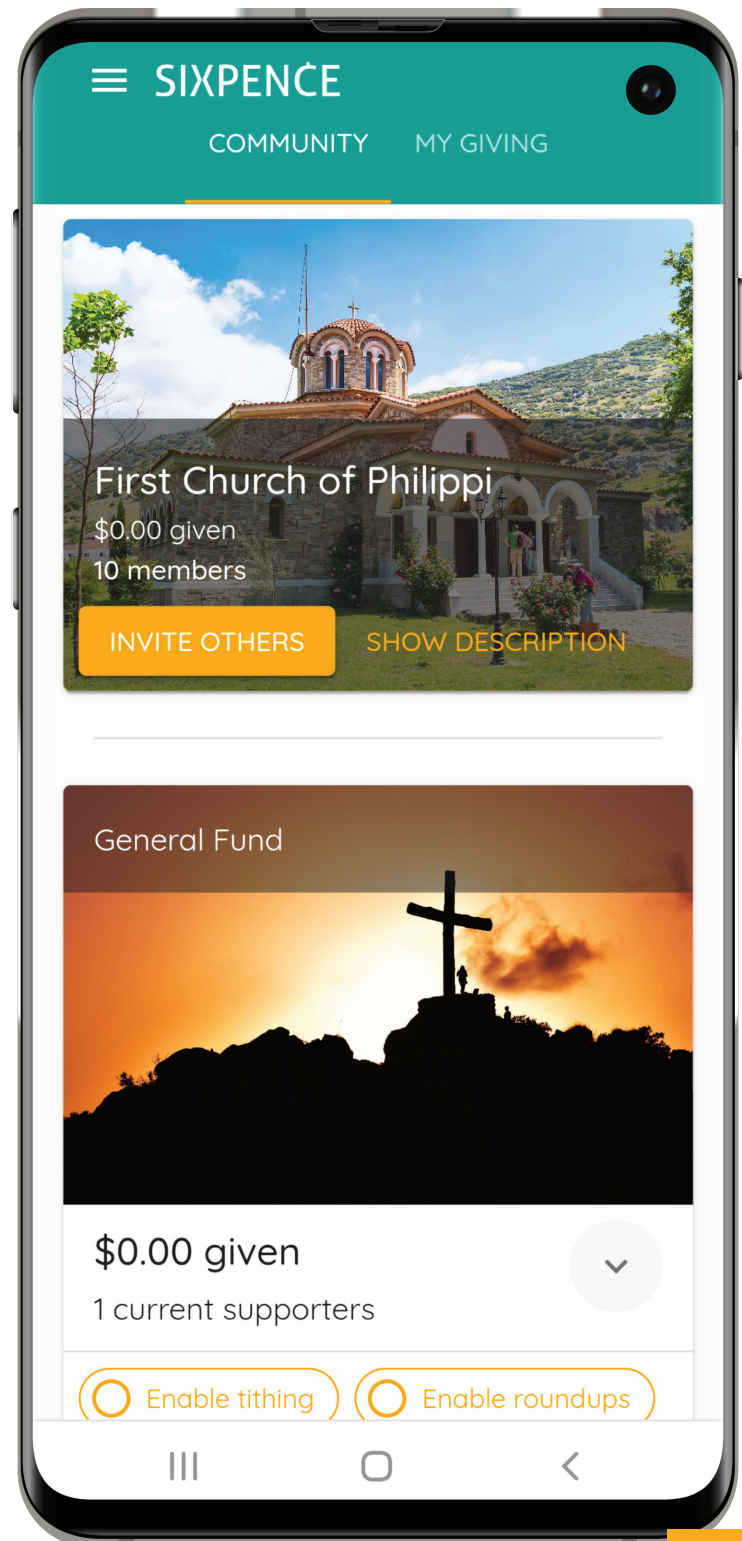 SIXPENCE
COMMUNITY MY GIVING
First Church of Philippi
$0.00 given
10 members
INVITE OTHERS SHOW DESCRIPTION
General Fund
$0.00 given
1 current supporters
Enable tithing Enable roundups